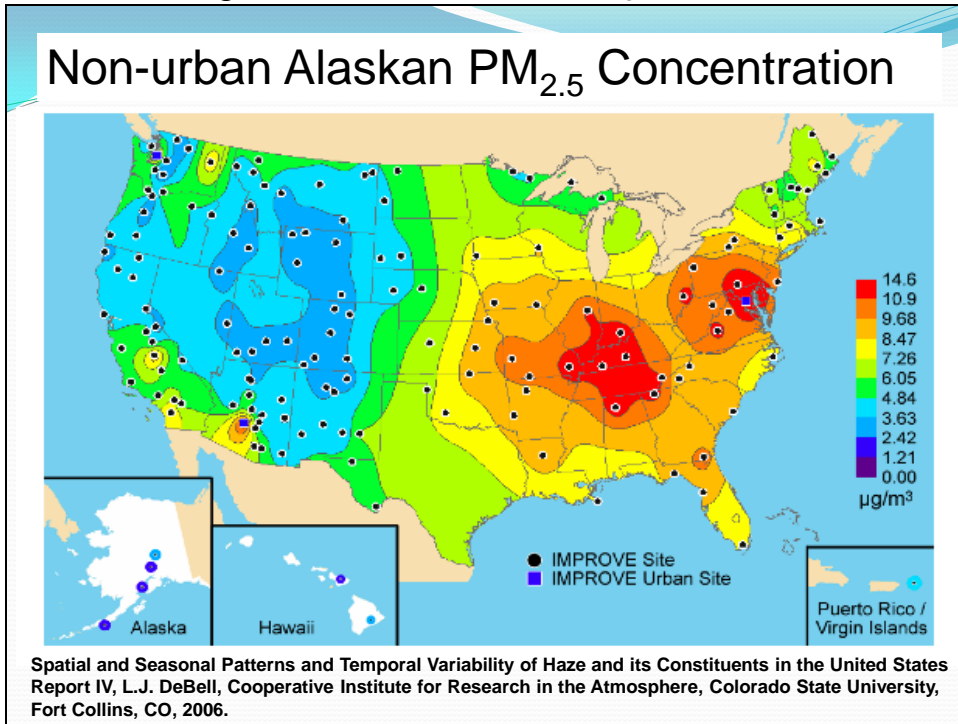 Non-urban Alaskan PM2.5 Concentration
14.6
10.9
9.68
8.47
7.26
6.05
4.84
3.63
2.42
1.21
0.00
µg/m³
IMPROVE Site
IMPROVE Urban Site
Alaska
Hawaii
Puerto Rico /
Virgin Islands
Spatial and Seasonal Patterns and Temporal Variability of Haze and its Constituents in the United States
Report IV, L.J. DeBell, Cooperative Institute for Research in the Atmosphere, Colorado State University,
Fort Collins, CO, 2006.